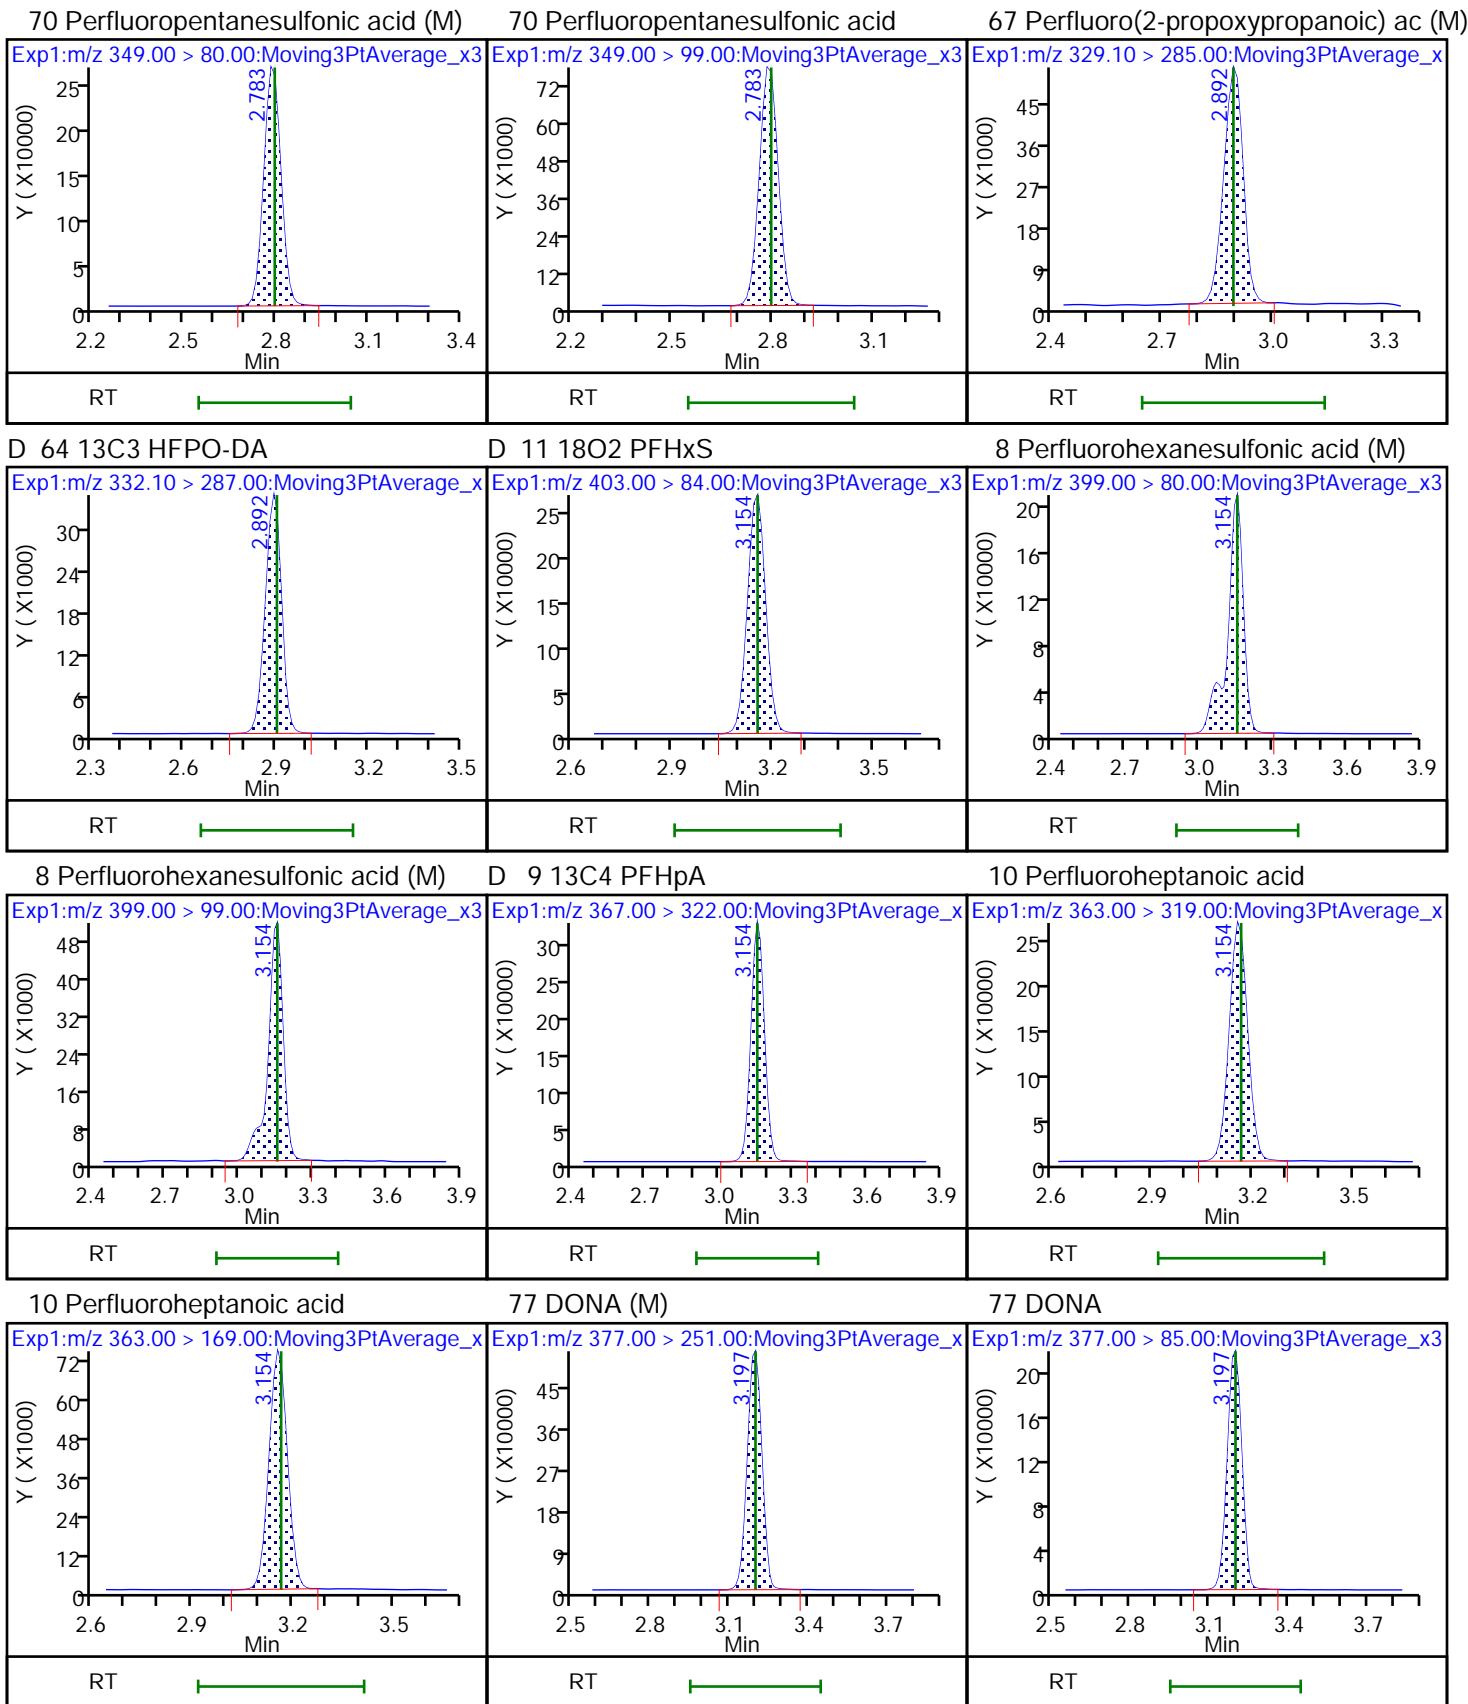 70 Perfluoropentanesulfonic acid (M)
Exp1:m/z 349.00 > 80.00:Moving3PtAverage_x3
Y ( X10000)
25
20
15
10
5
0
2.783
2.2 2.5 2.8 3.1 3.4
Min
RT
70 Perfluoropentanesulfonic acid
Exp1:m/z 349.00 > 99.00:Moving3PtAverage_x3
Y ( X1000)
72
60
48
36
24
12
0
2.783
2.2 2.5 2.8 3.1
Min
RT
67 Perfluoro(2-propoxypropanoic) ac (M)
Exp1:m/z 329.10 > 285.00:Moving3PtAverage_x
Y ( X1000)
45
36
27
18
9
0
2.892
2.4 2.7 3.0 3.3
Min
RT
D 64 13C3 HFPO-DA
Exp1:m/z 332.10 > 287.00:Moving3PtAverage_x
Y ( X1000)
30
24
18
12
6
0
2.892
2.3 2.6 2.9 3.2 3.5
Min
RT
D 11 18O2 PFHxS
Exp1:m/z 403.00 > 84.00:Moving3PtAverage_x3
Y ( X10000)
25
20
15
10
5
0
3.154
2.6 2.9 3.2 3.5
Min
RT
8 Perfluorohexanesulfonic acid (M)
Exp1:m/z 399.00 > 80.00:Moving3PtAverage_x3
Y ( X10000)
20
16
12
8
4
0
3.154
2.4 2.7 3.0 3.3 3.6 3.9
Min
RT
8 Perfluorohexanesulfonic acid (M)
Exp1:m/z 399.00 > 99.00:Moving3PtAverage_x3
Y ( X1000)
48
40
32
24
16
8
0
3.154
2.4 2.7 3.0 3.3 3.6 3.9
Min
RT
D 9 13C4 PFHpA
Exp1:m/z 367.00 > 322.00:Moving3PtAverage_x
Y ( X10000)
30
25
20
15
10
5
0
3.154
2.4 2.7 3.0 3.3 3.6 3.9
Min
RT
10 Perfluoroheptanoic acid
Exp1:m/z 363.00 > 319.00:Moving3PtAverage_x
Y ( X10000)
25
20
15
10
5
0
3.154
2.6 2.9 3.2 3.5
Min
RT
10 Perfluoroheptanoic acid
Exp1:m/z 363.00 > 169.00:Moving3PtAverage_x
Y ( X1000)
72
60
48
36
24
12
0
3.154
2.6 2.9 3.2 3.5
Min
RT
77 DONA (M)
Exp1:m/z 377.00 > 251.00:Moving3PtAverage_x
Y ( X10000)
45
36
27
18
9
0
3.197
2.5 2.8 3.1 3.4 3.7
Min
RT
77 DONA
Exp1:m/z 377.00 > 85.00:Moving3PtAverage_x3
Y ( X10000)
20
16
12
8
4
0
3.197
2.5 2.8 3.1 3.4 3.7
Min
RT